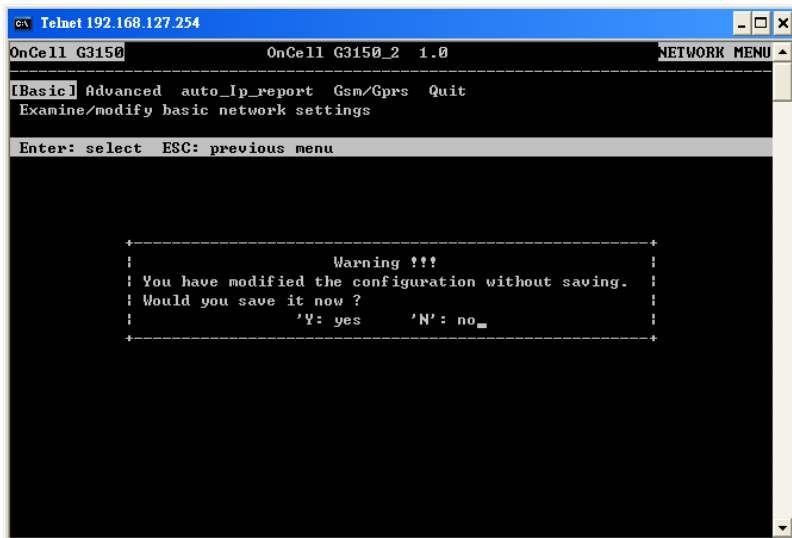 Telnet 192.168.127.254
OnCell G3150 OnCell G3150_2 1.0 NETWORK MENU
[Basic] Advanced auto_Ip_report Gsm/Gprs Quit
Examine/modify basic network settings
Enter: select ESC: previous menu
Warning !!!
You have modified the configuration without saving.
Would you save it now ?
'Y: yes 'N': no_